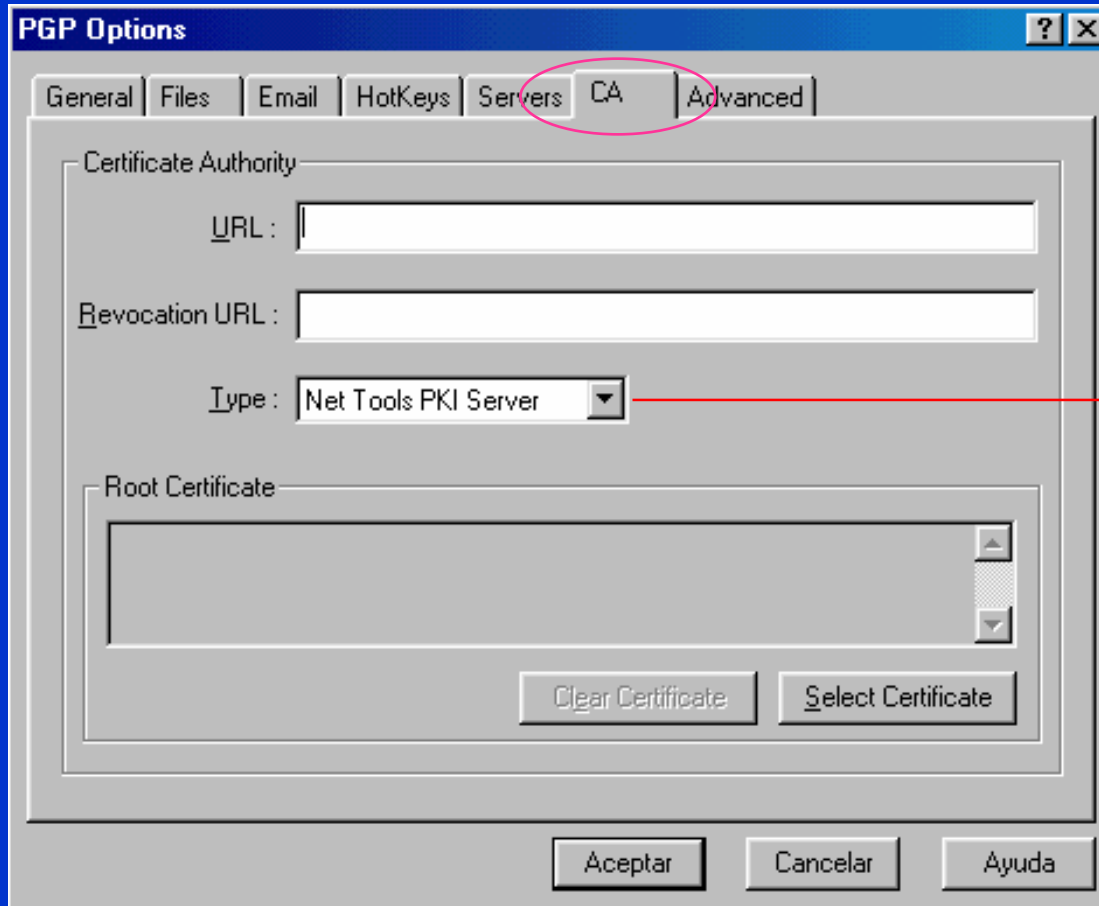 PGP Options
General Files Email HotKeys Servers CA Advanced
Certificate Authority
URL :
Revocation URL :
Type : Net Tools PKI Server
Root Certificate
Clear Certificate Select Certificate
Aceptar Cancelar Ayuda